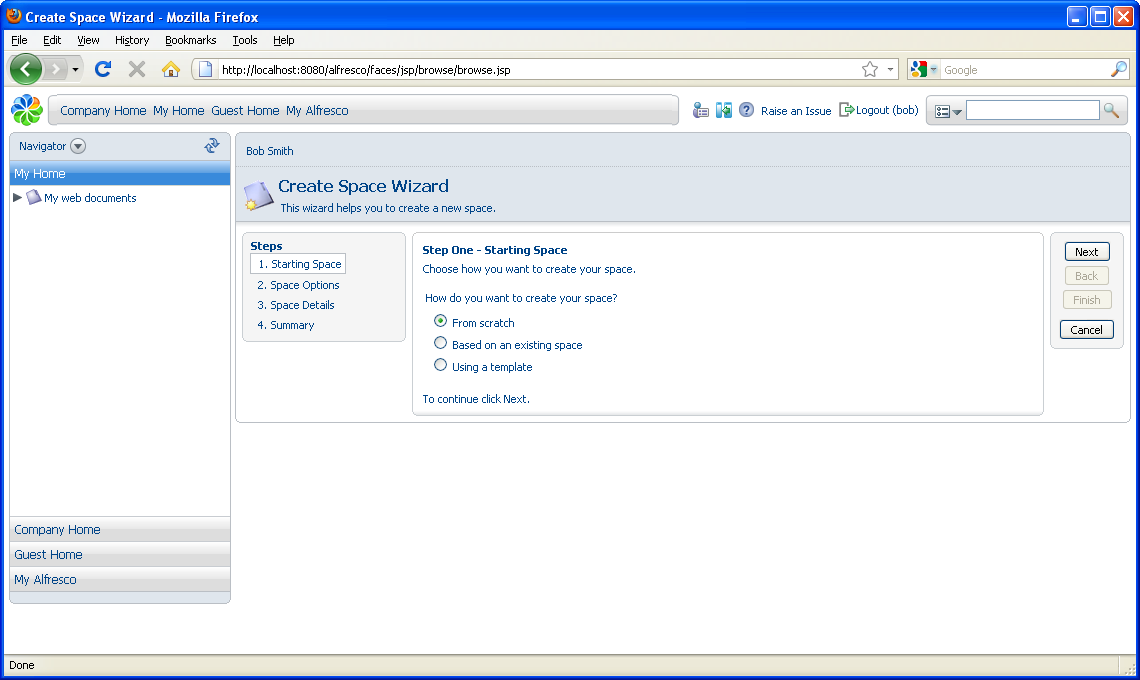 Create Space Wizard - Mozilla Firefox
File Edit View History Bookmarks Tools Help
http://localhost:8080/alfresco/faces/jsp/browse/browse.jsp
Google
Company Home My Home Guest Home My Alfresco
Raise an Issue
Logout (bob)
Navigator
My Home
My web documents
Company Home
Guest Home
My Alfresco
Bob Smith
Create Space Wizard
This wizard helps you to create a new space.
Steps
1. Starting Space
2. Space Options
3. Space Details
4. Summary
Step One - Starting Space
Choose how you want to create your space.
How do you want to create your space?
From scratch
Based on an existing space
Using a template
To continue click Next.
Next
Back
Finish
Cancel
Done